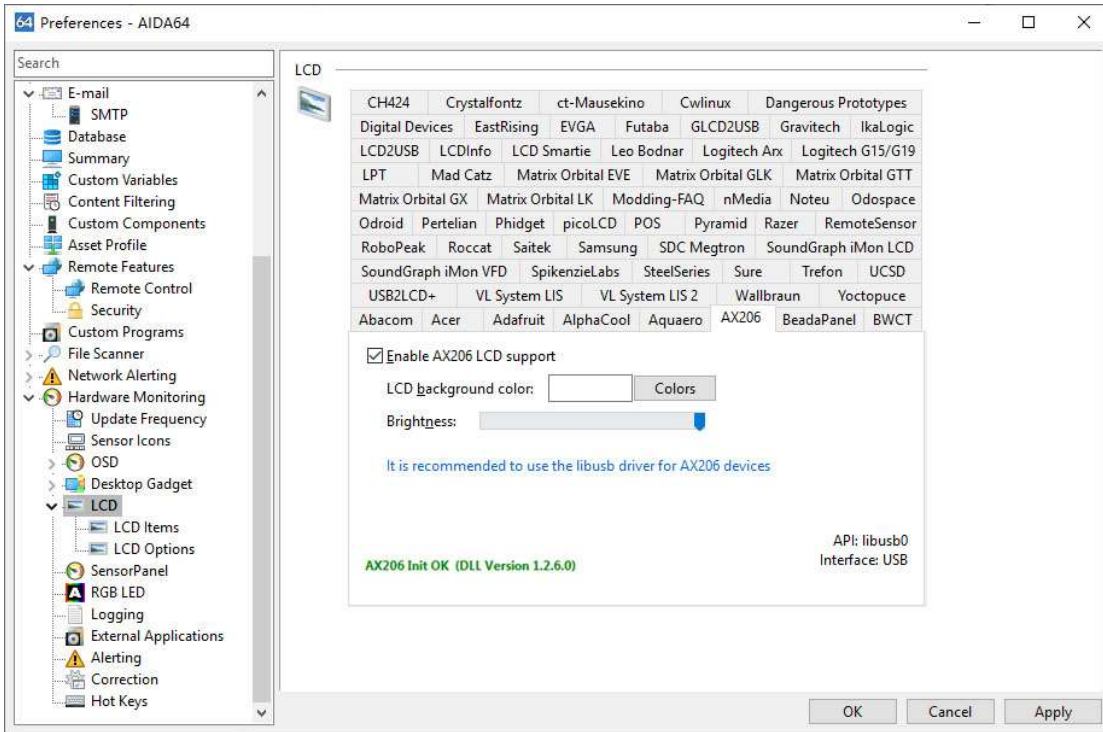 64 Preferences - AIDA64
Search
E-mail
SMTP
Database
Summary
Custom Variables
Content Filtering
Custom Components
Asset Profile
Remote Features
Remote Control
Security
Custom Programs
File Scanner
Network Alerting
Hardware Monitoring
Update Frequency
Sensor Icons
OSD
Desktop Gadget
LCD
LCD Items
LCD Options
SensorPanel
RGB LED
Logging
External Applications
Alerting
Correction
Hot Keys
LCD
CH424 Crystalfontz ct-Mausekino Cwlinux Dangerous Prototypes
Digital Devices EastRising EVGA Futaba GLCD2USB Gravitech IkaLogic
LCD2USB LCDInfo LCD Smartie Leo Bodnar Logitech Arx Logitech G15/G19
LPT Mad Catz Matrix Orbital EVE Matrix Orbital GLK Matrix Orbital GTT
Matrix Orbital GX Matrix Orbital LK Modding-FAQ nMedia Noteu Odospace
Odroid Pertelian Phidget picoLCD POS Pyramid Razer RemoteSensor
RoboPeak Roccat Saitek Samsung SDC Megtron SoundGraph iMon LCD
SoundGraph iMon VFD SpikenzieLabs SteelSeries Sure Trefon UCSD
USB2LCD+ VL System LIS VL System LIS 2 Wallbraun Yoctopuce
Abacom Acer Adafruit AlphaCool Aquaero AX206 BeadaPanel BWCT
Enable AX206 LCD support
LCD background color: Colors
Brightness:
It is recommended to use the libusb driver for AX206 devices
API: libusb0
Interface: USB
AX206 Init OK (DLL Version 1.2.6.0)
OK Cancel Apply